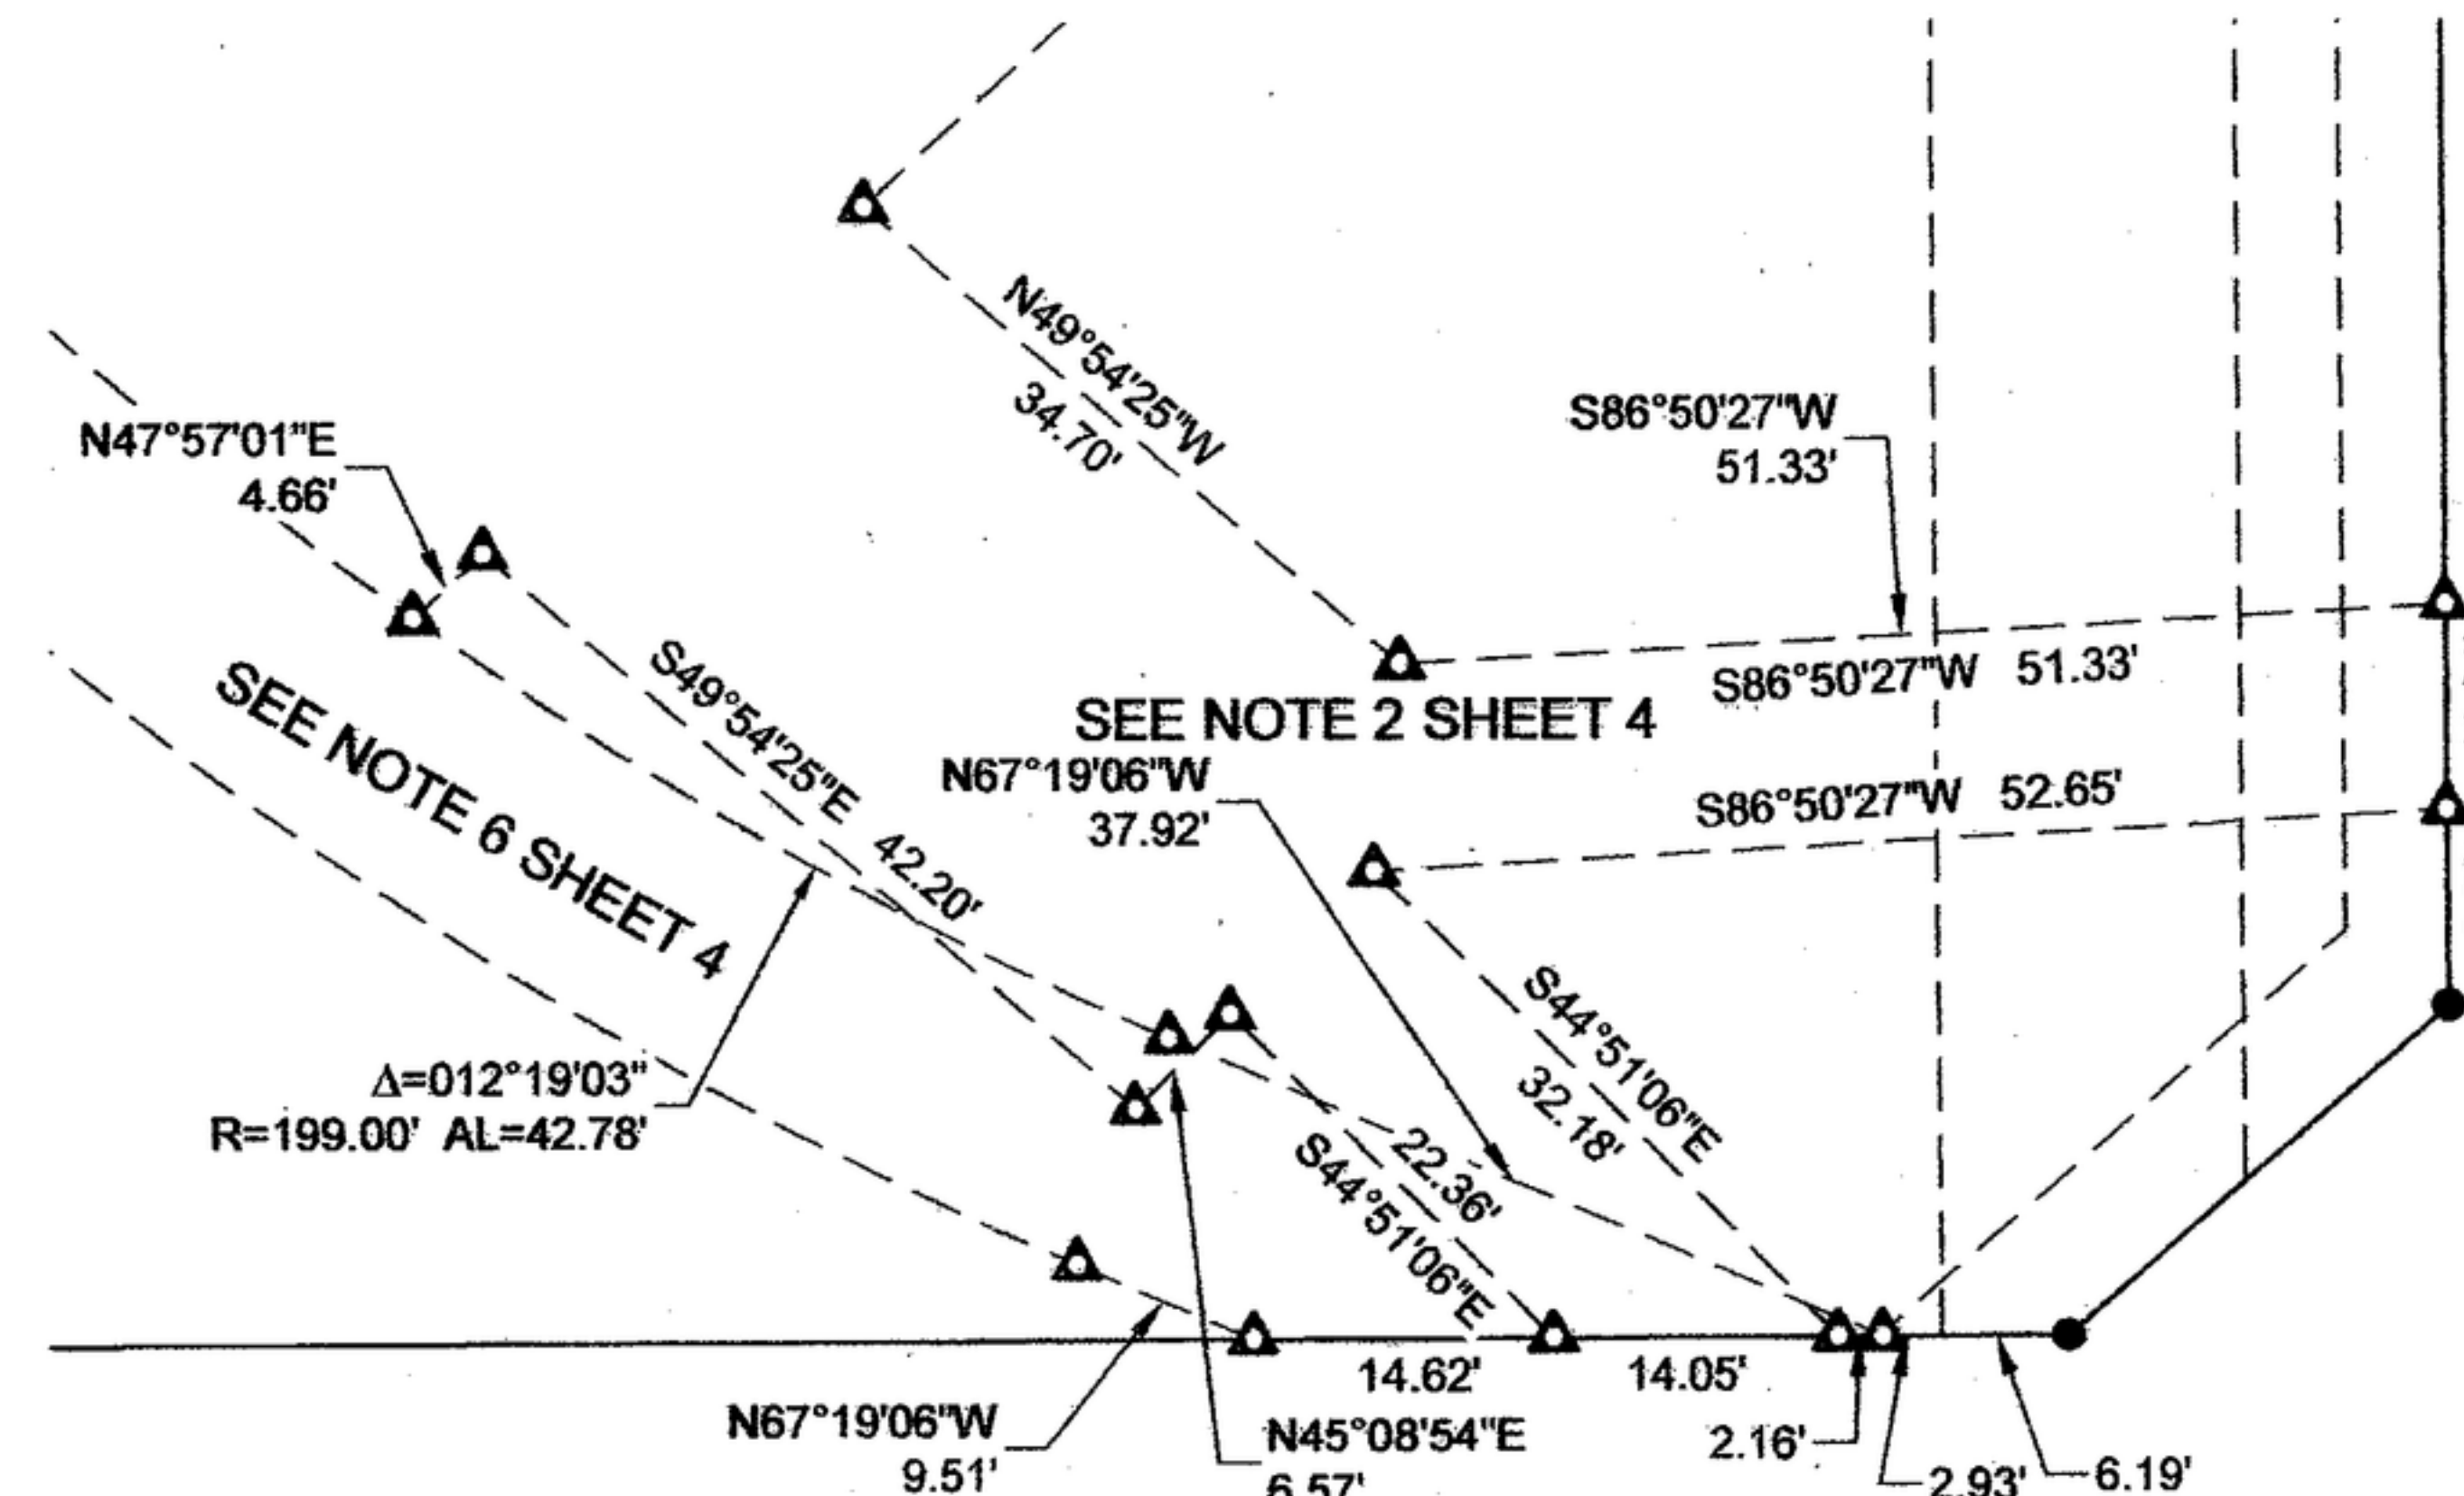 N49°54'25"W
34.70'
S86°50'27"W
51.33'
N47°57'01"E
4.66'
S86°50'27"W 51.33'
SEE NOTE 2 SHEET 4
S49°54'25"E 42.20'
N67°19'06"W
37.92'
S86°50'27"W 52.65'
SEE NOTE 6 SHEET 4
S44°51'06"E
32.18'
Δ=012°19'03"
R=199.00' AL=42.78'
22.36'
S44°51'06"E
14.62'
14.05'
N67°19'06"W
9.51'
N45°08'54"E
6.57'
2.16'
2.93'
6.19'